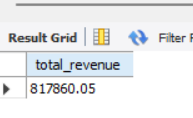 Result Grid Filter
total_revenue
817860.05